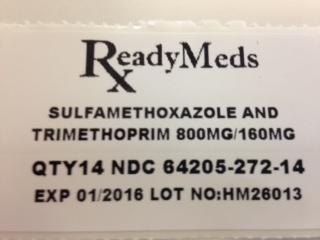 Rx ReadyMeds
SULFAMETHOXAZOLE AND
TRIMETHOPRIM 800MG/160MG
QTY14 NDC 64205-272-14
EXP 01/2016 LOT NO:HM26013